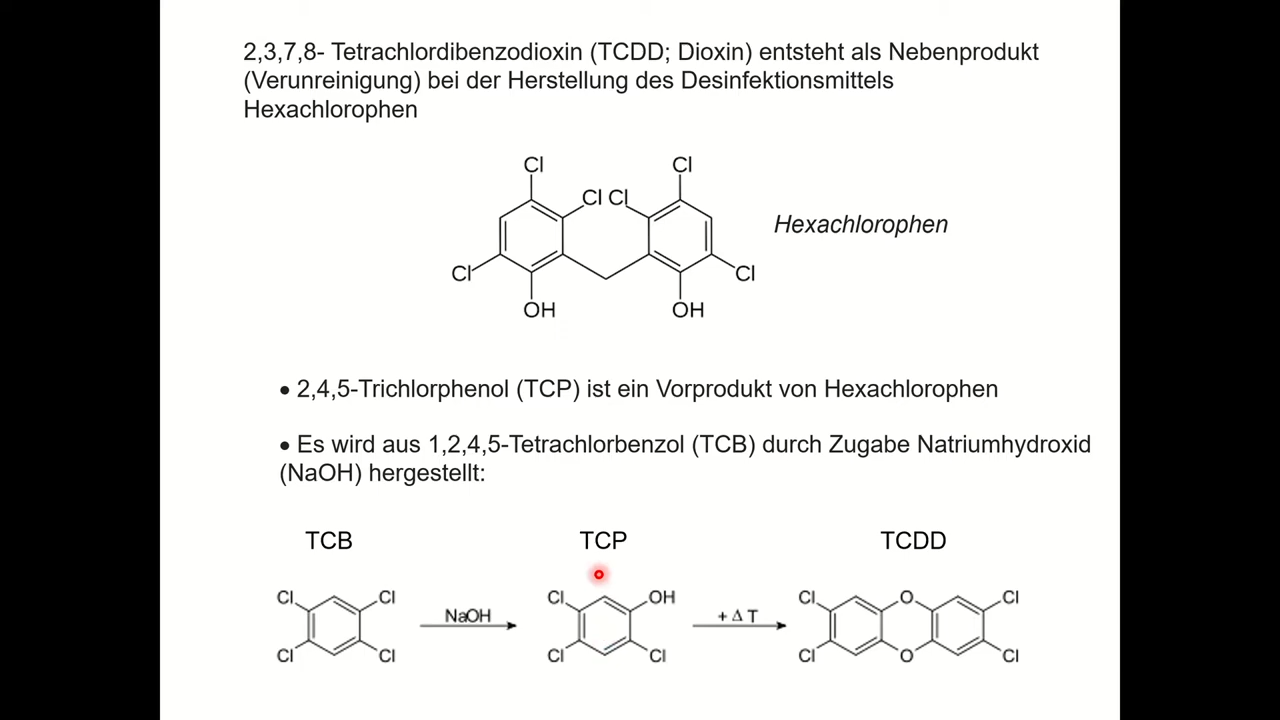 2,3,7,8- Tetrachlordibenzodioxin (TCDD; Dioxin) entsteht als Nebenprodukt
(Verunreinigung) bei der Herstellung des Desinfektionsmittels
Hexachlorophen
Cl Cl
Cl Cl
Hexachlorophen
Cl Cl
OH OH
• 2,4,5-Trichlorphenol (TCP) ist ein Vorprodukt von Hexachlorophen
• Es wird aus 1,2,4,5-Tetrachlorbenzol (TCB) durch Zugabe Natriumhydroxid
(NaOH) hergestellt:
TCB TCP TCDD
Cl Cl Cl OH Cl O Cl
NaOH + Δ T
Cl Cl Cl Cl Cl O Cl